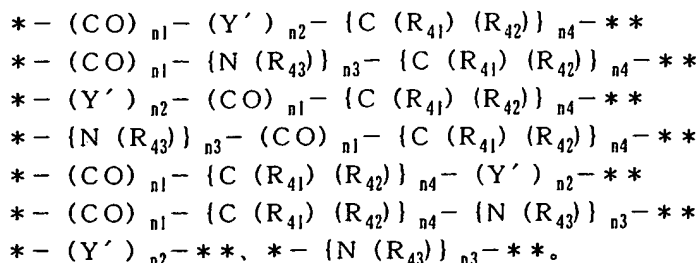 *－(CO) n1－(Y′) n2－{C (R41) (R42)} n4－**
*－(CO) n1－{N (R43)} n3－{C (R41) (R42)} n4－**
*－(Y′) n2－(CO) n1－{C (R41) (R42)} n4－**
*－{N (R43)} n3－(CO) n1－{C (R41) (R42)} n4－**
*－(CO) n1－{C (R41) (R42)} n4－(Y′) n2－**
*－(CO) n1－{C (R41) (R42)} n4－{N (R43)} n3－**
*－(Y′) n2－**、*－{N (R43)} n3－**。